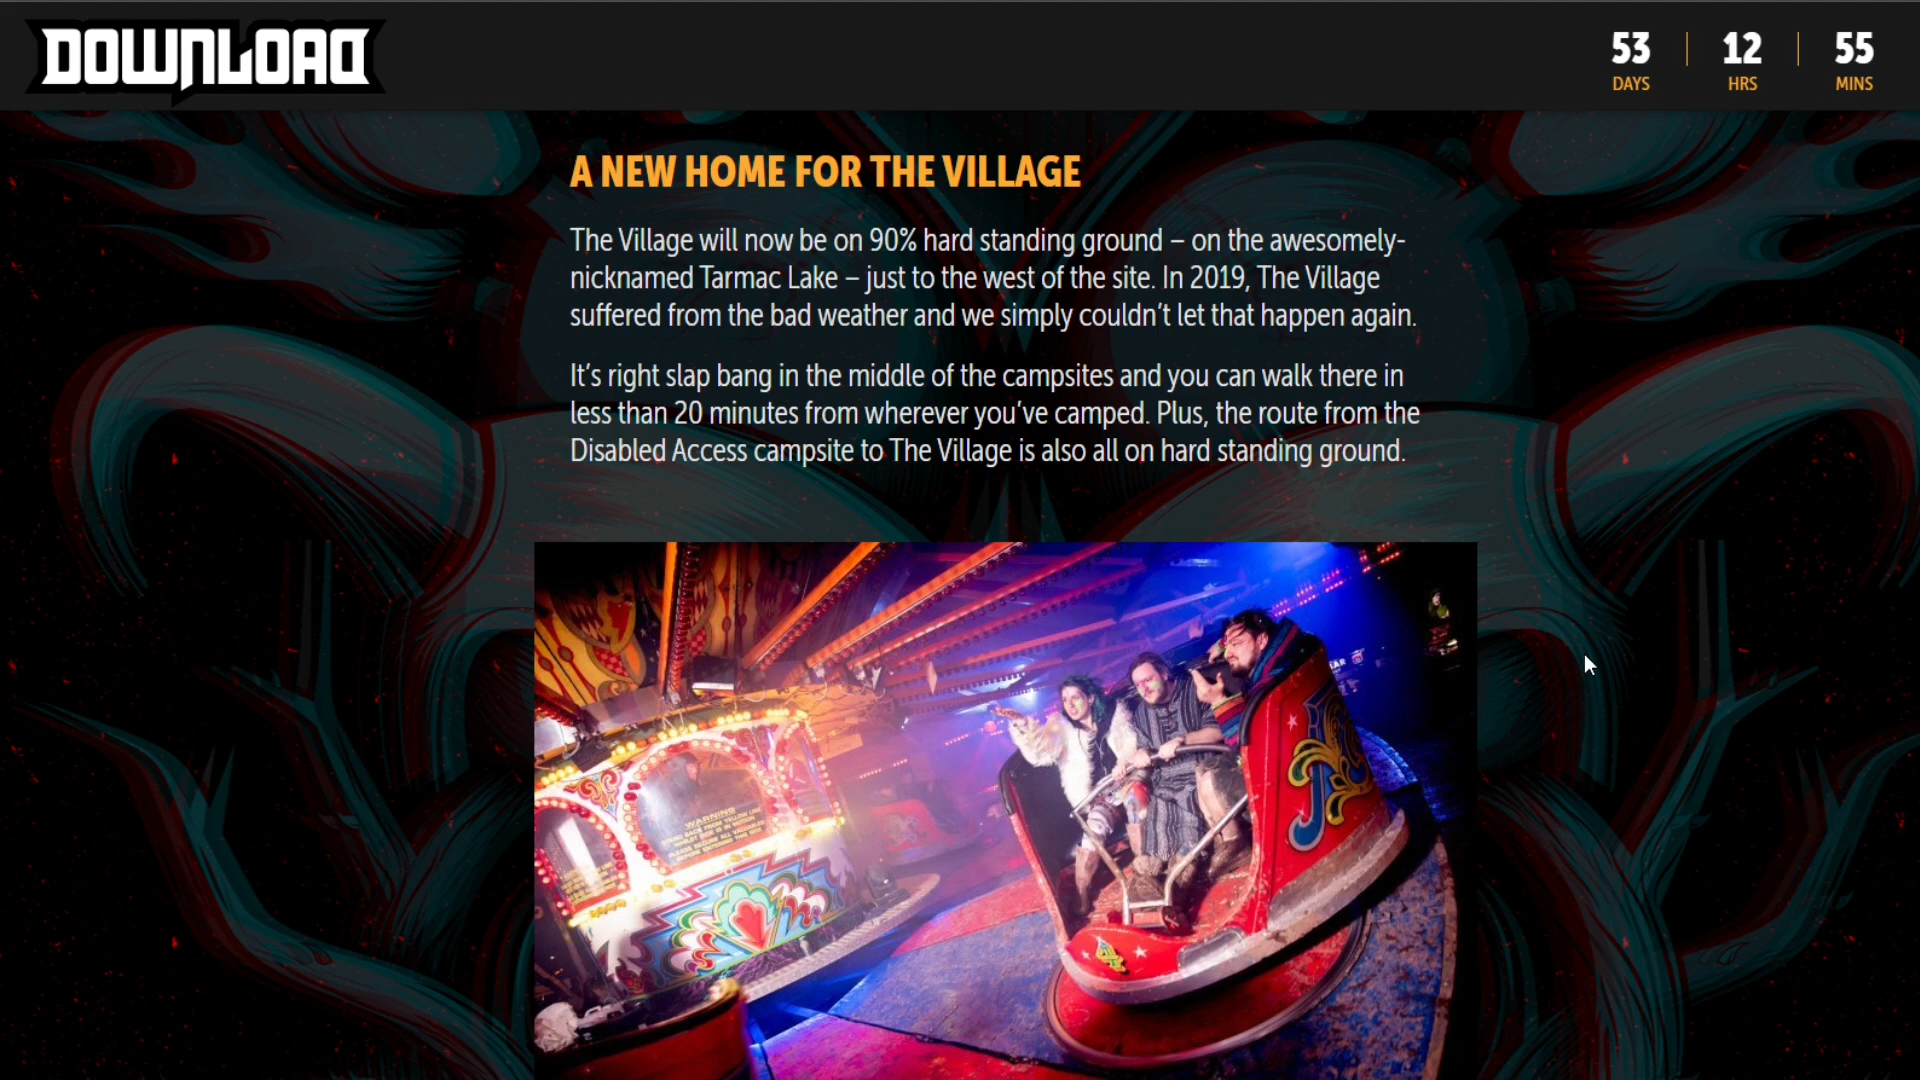 DOWNLOAD
53 12 55
DAYS HRS MINS
A NEW HOME FOR THE VILLAGE
The Village will now be on 90% hard standing ground – on the awesomely-
nicknamed Tarmac Lake – just to the west of the site. In 2019, The Village
suffered from the bad weather and we simply couldn’t let that happen again.
It’s right slap bang in the middle of the campsites and you can walk there in
less than 20 minutes from wherever you’ve camped. Plus, the route from the
Disabled Access campsite to The Village is also all on hard standing ground.
WARNING